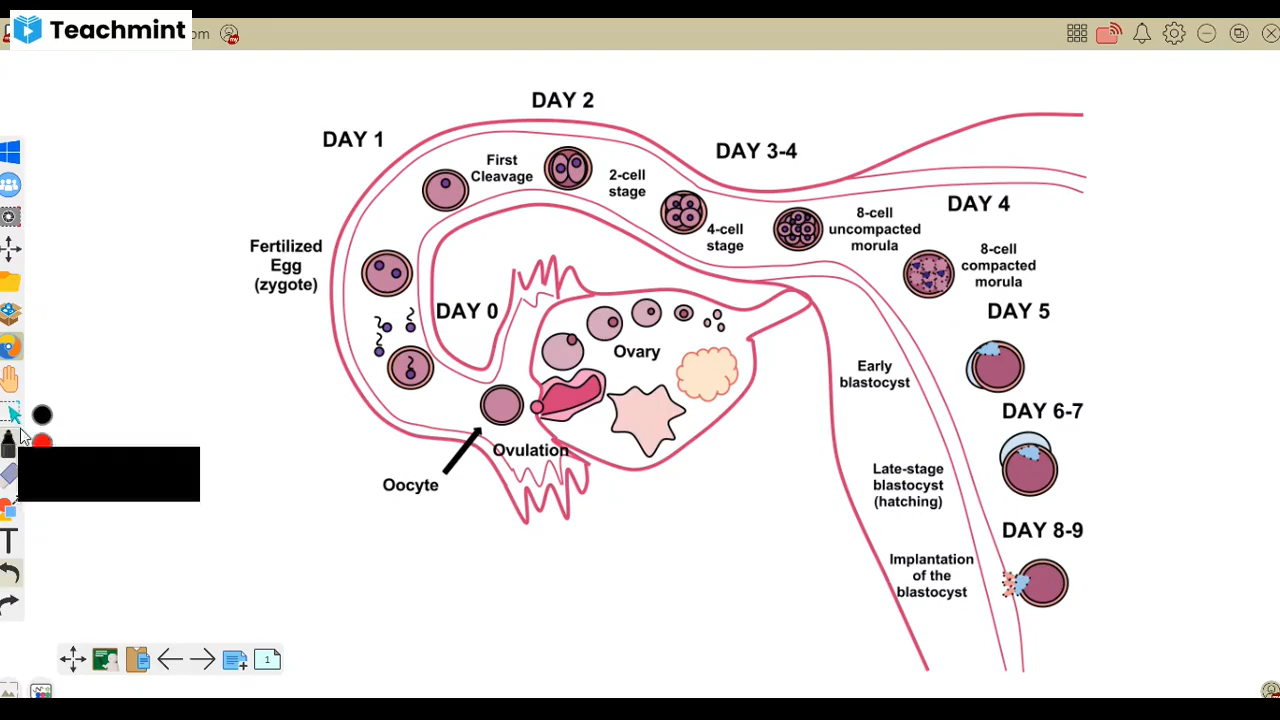 Teachmint
om
DAY 2
DAY 1
DAY 3-4
First
Cleavage
2-cell
stage
DAY 4
4-cell
stage
8-cell
uncompacted
morula
8-cell
compacted
morula
Fertilized
Egg
(zygote)
DAY 0
DAY 5
Ovary
Early
blastocyst
DAY 6-7
Ovulation
Oocyte
Late-stage
blastocyst
(hatching)
DAY 8-9
Implantation
of the
blastocyst
T
1